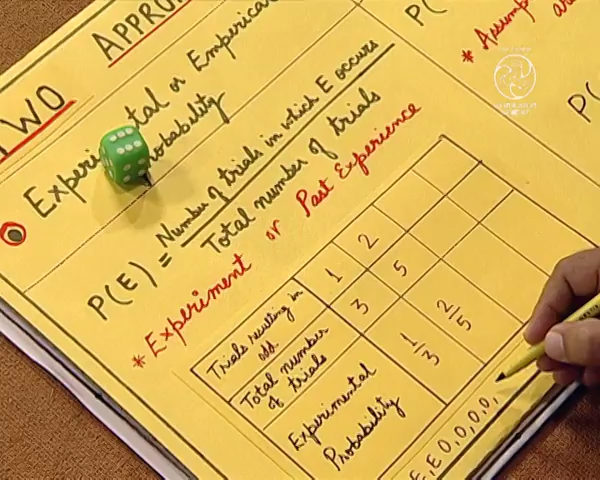 TWO APPRO
Experimental or Emperical
Probability
P(E) = Number of trials in which E occurs
Total number of trials
* Experiment or Past Experience
Trials resulting in odd. 1 2
Total number of trials 3 5
Experimental Probability 1/3 2/5
E, E O, O, O, O,
P(
* Assump
are
P(